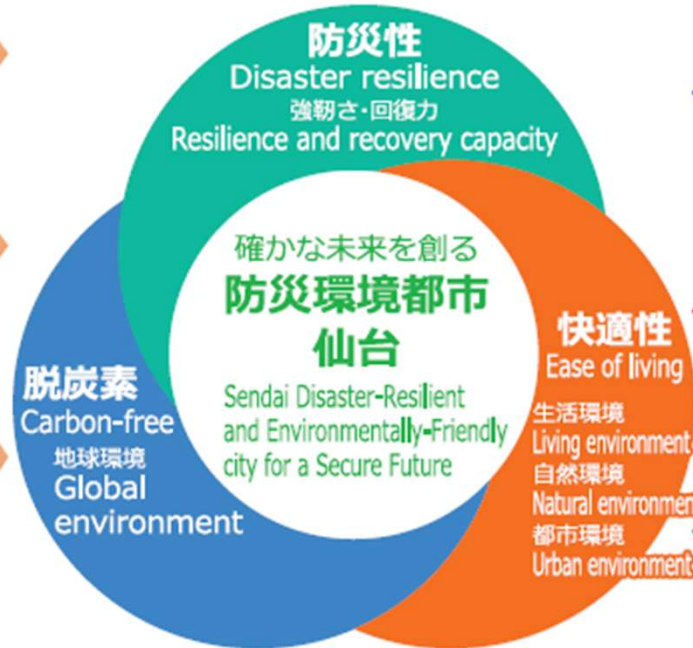 防災性
Disaster resilience
強靭さ・回復力
Resilience and recovery capacity
確かな未来を創る
防災環境都市
仙台
Sendai Disaster-Resilient
and Environmentally-Friendly
city for a Secure Future
脱炭素
Carbon-free
地球環境
Global
environment
快適性
Ease of living
生活環境
Living environment
自然環境
Natural environment
都市環境
Urban environment